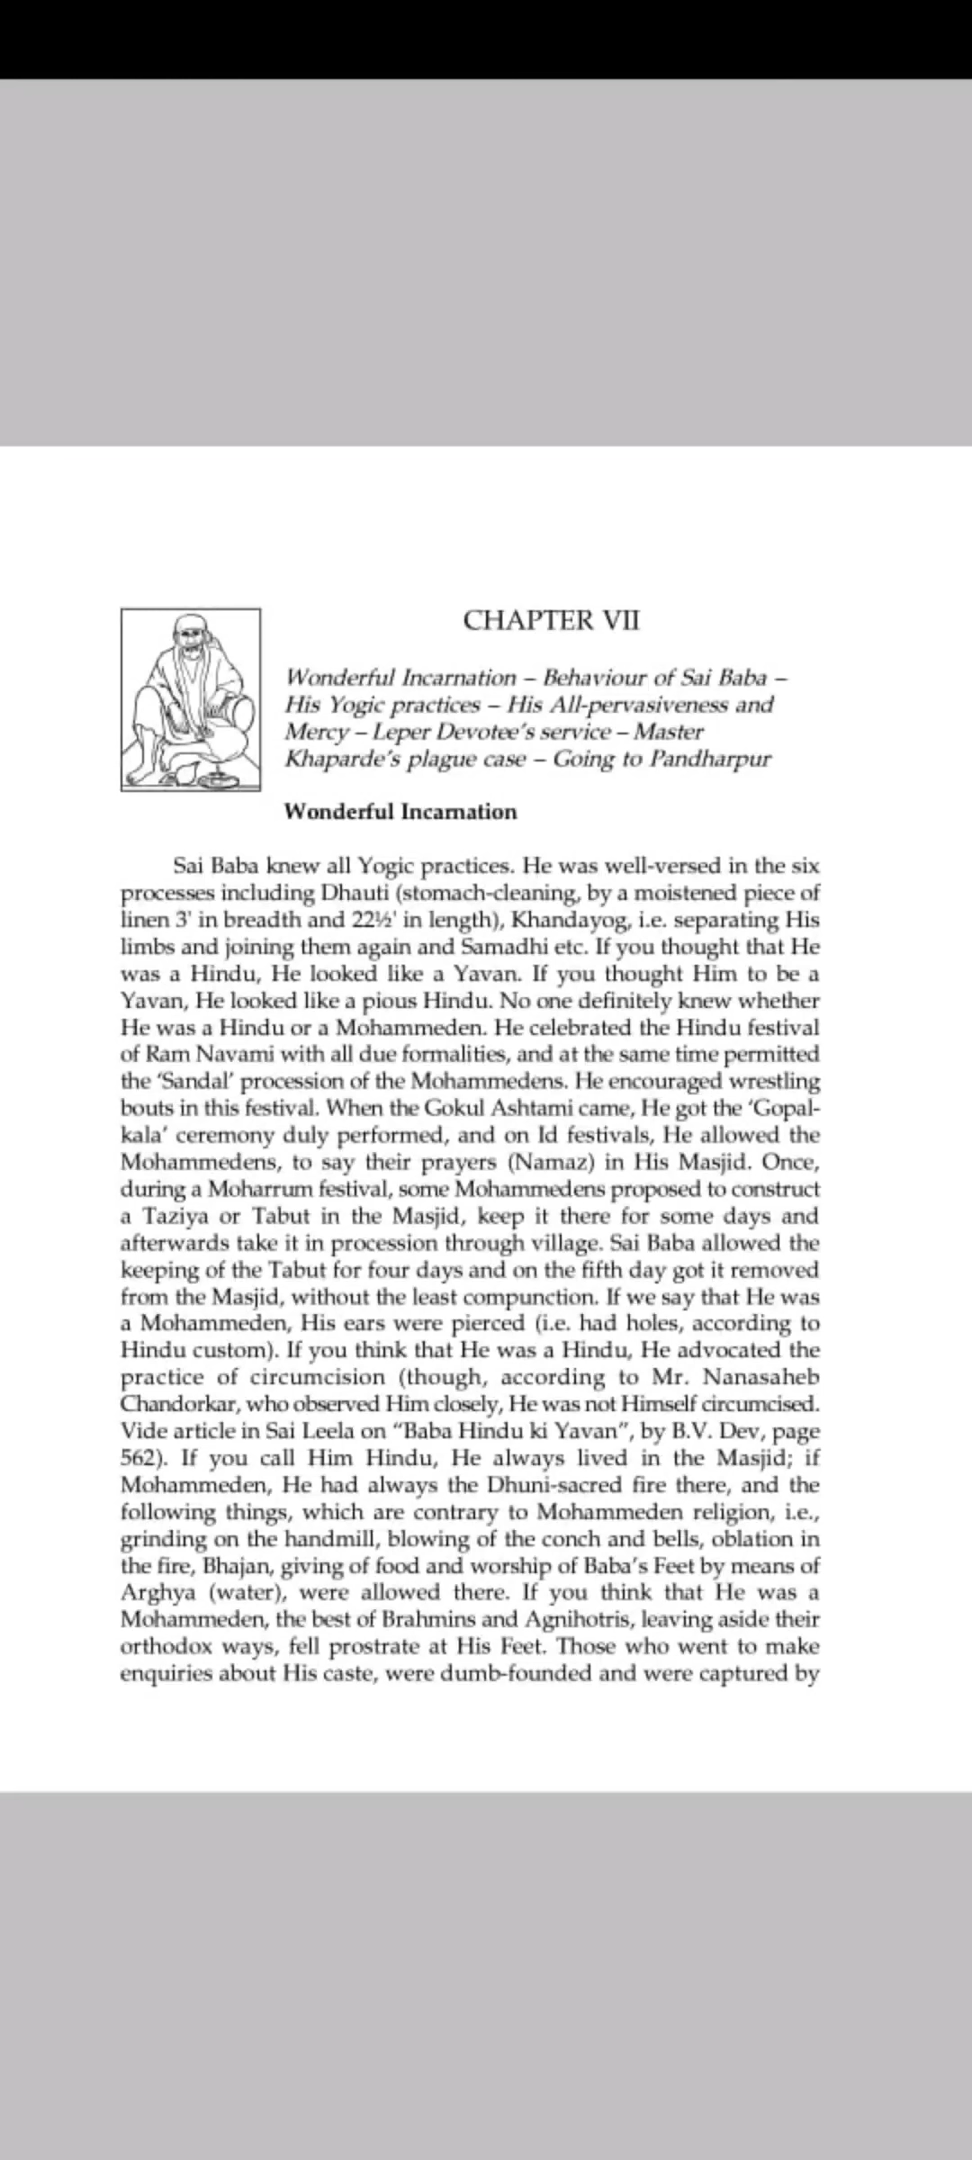 CHAPTER VII
Wonderful Incarnation – Behaviour of Sai Baba –
His Yogic practices – His All-pervasiveness and
Mercy – Leper Devotee's service – Master
Khaparde's plague case – Going to Pandharpur
Wonderful Incarnation
Sai Baba knew all Yogic practices. He was well-versed in the six
processes including Dhauti (stomach-cleaning, by a moistened piece of
linen 3' in breadth and 22½' in length), Khandayog, i.e. separating His
limbs and joining them again and Samadhi etc. If you thought that He
was a Hindu, He looked like a Yavan. If you thought Him to be a
Yavan, He looked like a pious Hindu. No one definitely knew whether
He was a Hindu or a Mohammeden. He celebrated the Hindu festival
of Ram Navami with all due formalities, and at the same time permitted
the 'Sandal' procession of the Mohammedens. He encouraged wrestling
bouts in this festival. When the Gokul Ashtami came, He got the 'Gopal-
kala' ceremony duly performed, and on Id festivals, He allowed the
Mohammedens, to say their prayers (Namaz) in His Masjid. Once,
during a Moharrum festival, some Mohammedens proposed to construct
a Taziya or Tabut in the Masjid, keep it there for some days and
afterwards take it in procession through village. Sai Baba allowed the
keeping of the Tabut for four days and on the fifth day got it removed
from the Masjid, without the least compunction. If we say that He was
a Mohammeden, His ears were pierced (i.e. had holes, according to
Hindu custom). If you think that He was a Hindu, He advocated the
practice of circumcision (though, according to Mr. Nanasaheb
Chandorkar, who observed Him closely, He was not Himself circumcised.
Vide article in Sai Leela on "Baba Hindu ki Yavan", by B.V. Dev, page
562). If you call Him Hindu, He always lived in the Masjid; if
Mohammeden, He had always the Dhuni-sacred fire there, and the
following things, which are contrary to Mohammeden religion, i.e.,
grinding on the handmill, blowing of the conch and bells, oblation in
the fire, Bhajan, giving of food and worship of Baba's Feet by means of
Arghya (water), were allowed there. If you think that He was a
Mohammeden, the best of Brahmins and Agnihotris, leaving aside their
orthodox ways, fell prostrate at His Feet. Those who went to make
enquiries about His caste, were dumb-founded and were captured by